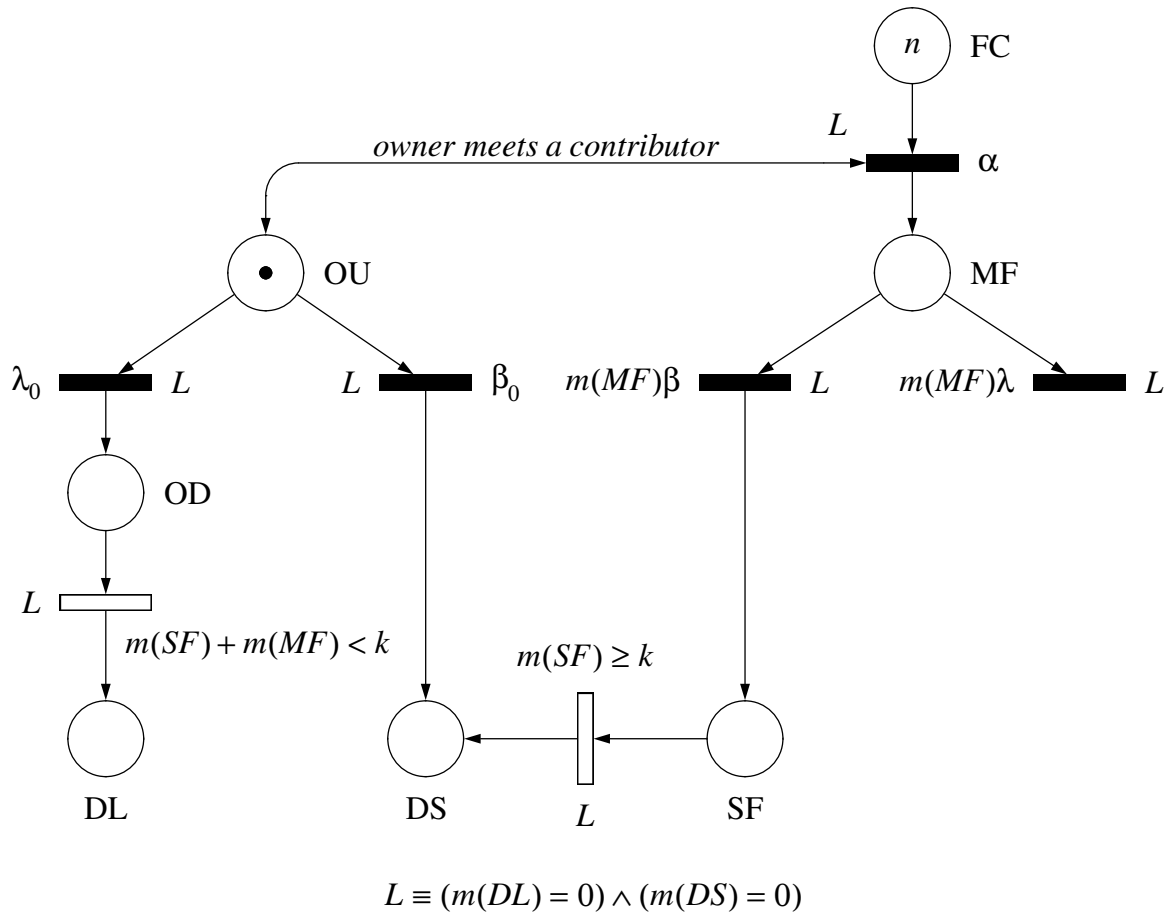 n FC
L
owner meets a contributor
α
OU MF
λ₀ L L β₀ m(MF)β L m(MF)λ L
OD
L
m(SF) + m(MF) < k
m(SF) ≥ k
DL DS L SF
L ≡ (m(DL) = 0) ∧ (m(DS) = 0)